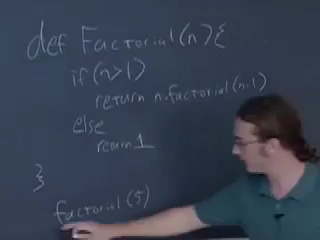 def Factorial(n){
if(n>1)
return n.factorial(n-1)
else
return 1
}
factorial(5)